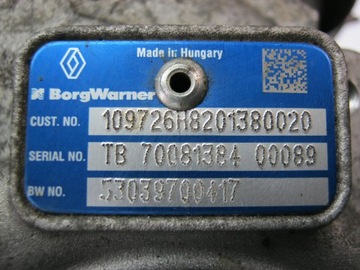 Made in Hungary
BorgWarner
CUST. NO. 109726H8201380020
SERIAL NO. TB 70081384 00089
BW NO. 53039700417